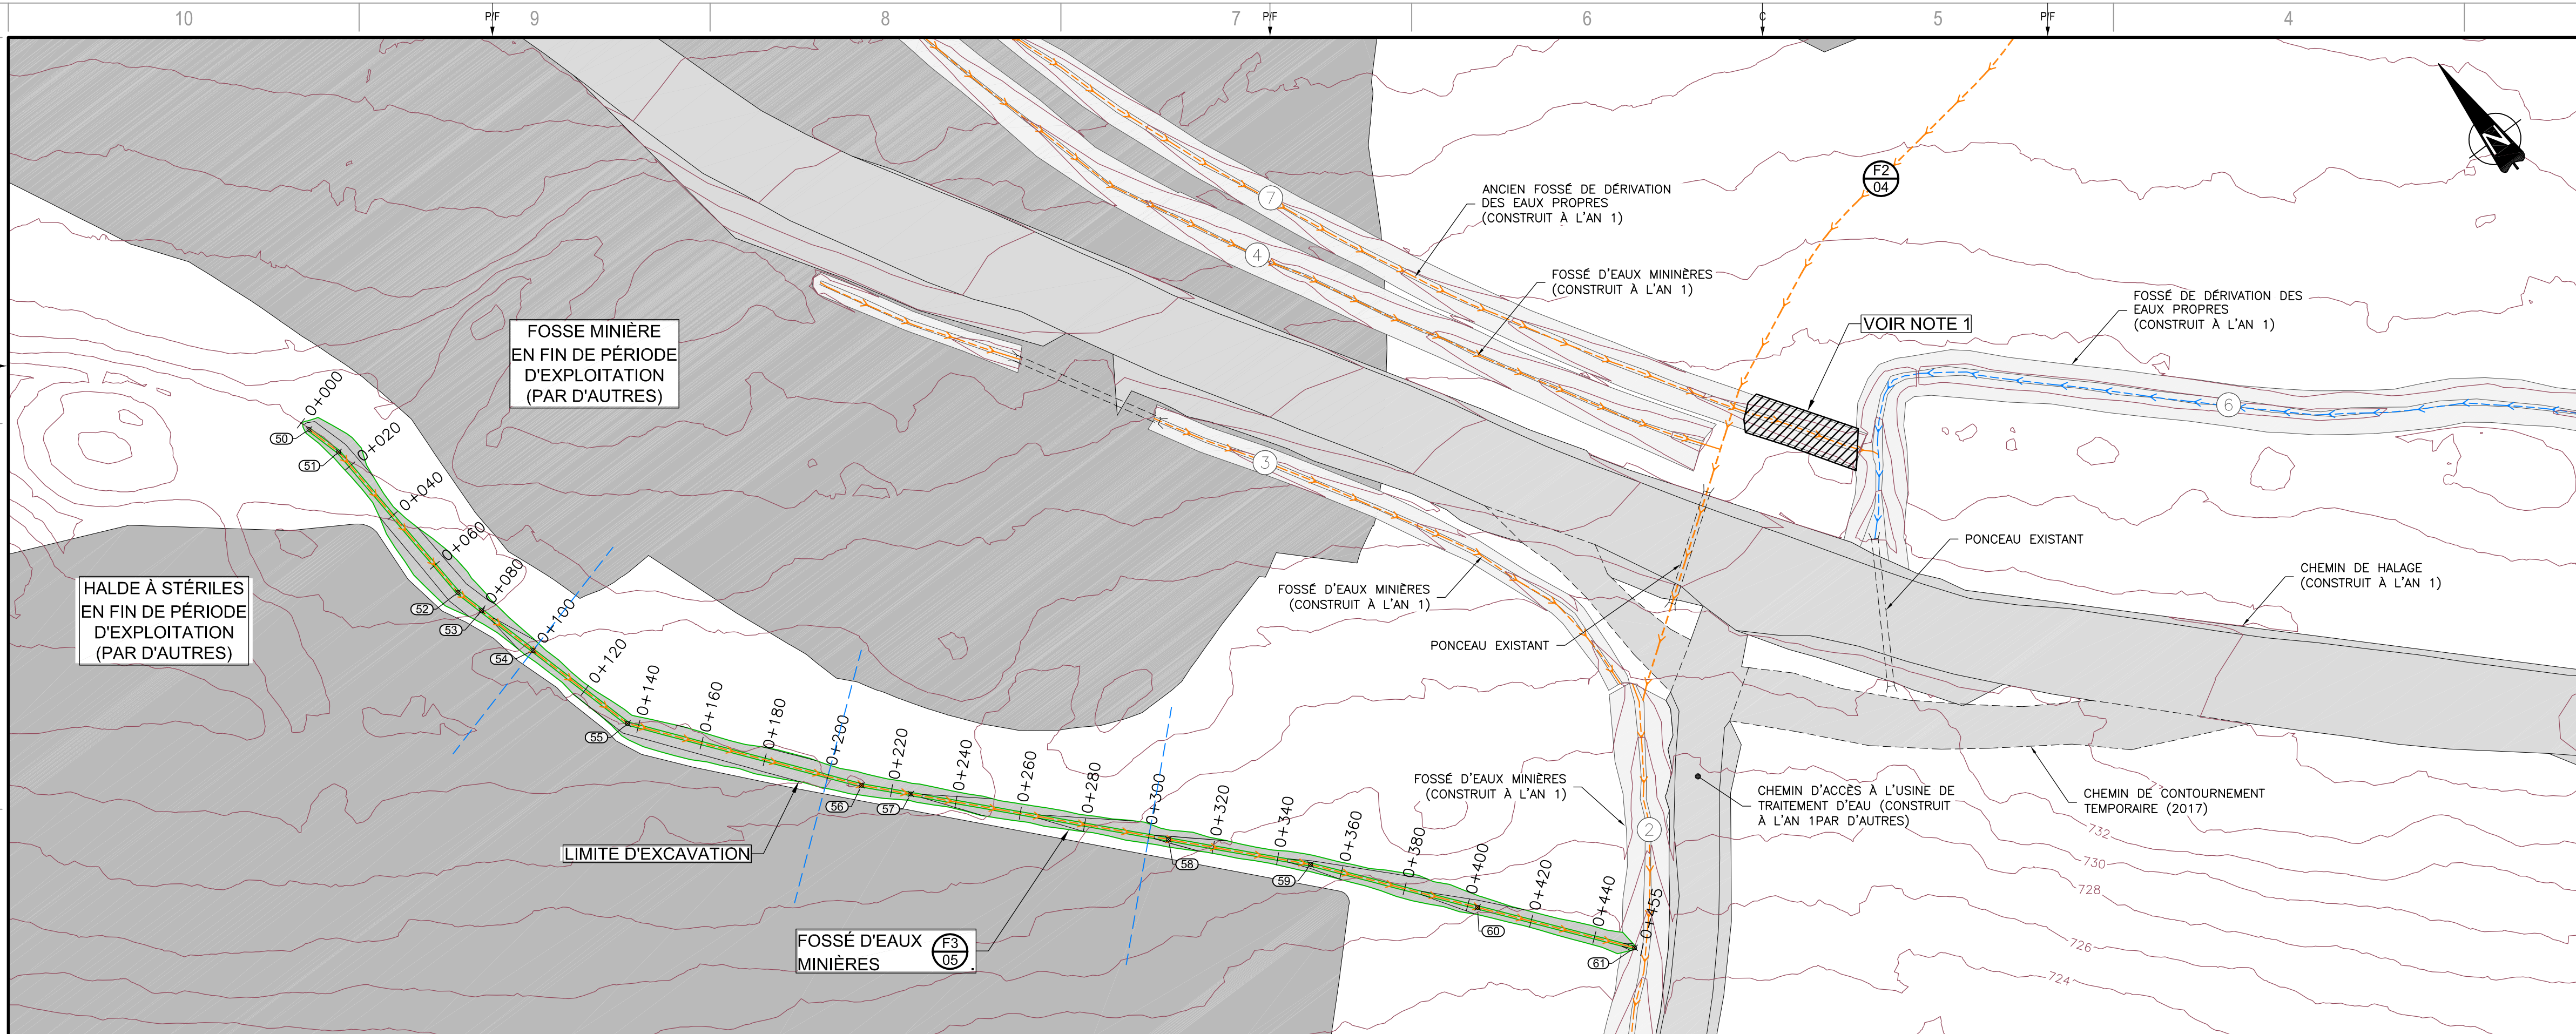 10
P/F
9
8
7
P/F
6
C
5
P/F
4
N
F2
04
ANCIEN FOSSÉ DE DÉRIVATION
DES EAUX PROPRES
(CONSTRUIT À L'AN 1)
7
4
FOSSÉ D'EAUX MININÈRES
(CONSTRUIT À L'AN 1)
FOSSÉ DE DÉRIVATION DES
EAUX PROPRES
(CONSTRUIT À L'AN 1)
VOIR NOTE 1
6
FOSSE MINIÈRE
EN FIN DE PÉRIODE
D'EXPLOITATION
(PAR D'AUTRES)
3
PONCEAU EXISTANT
CHEMIN DE HALAGE
(CONSTRUIT À L'AN 1)
FOSSÉ D'EAUX MINIÈRES
(CONSTRUIT À L'AN 1)
PONCEAU EXISTANT
HALDE À STÉRILES
EN FIN DE PÉRIODE
D'EXPLOITATION
(PAR D'AUTRES)
0+000
0+020
0+040
0+060
0+080
0+100
0+120
0+140
0+160
0+180
0+200
0+220
0+240
0+260
0+280
0+300
0+320
0+340
0+360
0+380
0+400
0+420
0+440
0+455
50
51
52
53
54
55
56
57
58
59
60
61
FOSSÉ D'EAUX MINIÈRES
(CONSTRUIT À L'AN 1)
2
CHEMIN D'ACCÈS À L'USINE DE
TRAITEMENT D'EAU (CONSTRUIT
À L'AN 1PAR D'AUTRES)
CHEMIN DE CONTOURNEMENT
TEMPORAIRE (2017)
732
730
728
726
724
LIMITE D'EXCAVATION
FOSSÉ D'EAUX
MINIÈRES
F3
05
.